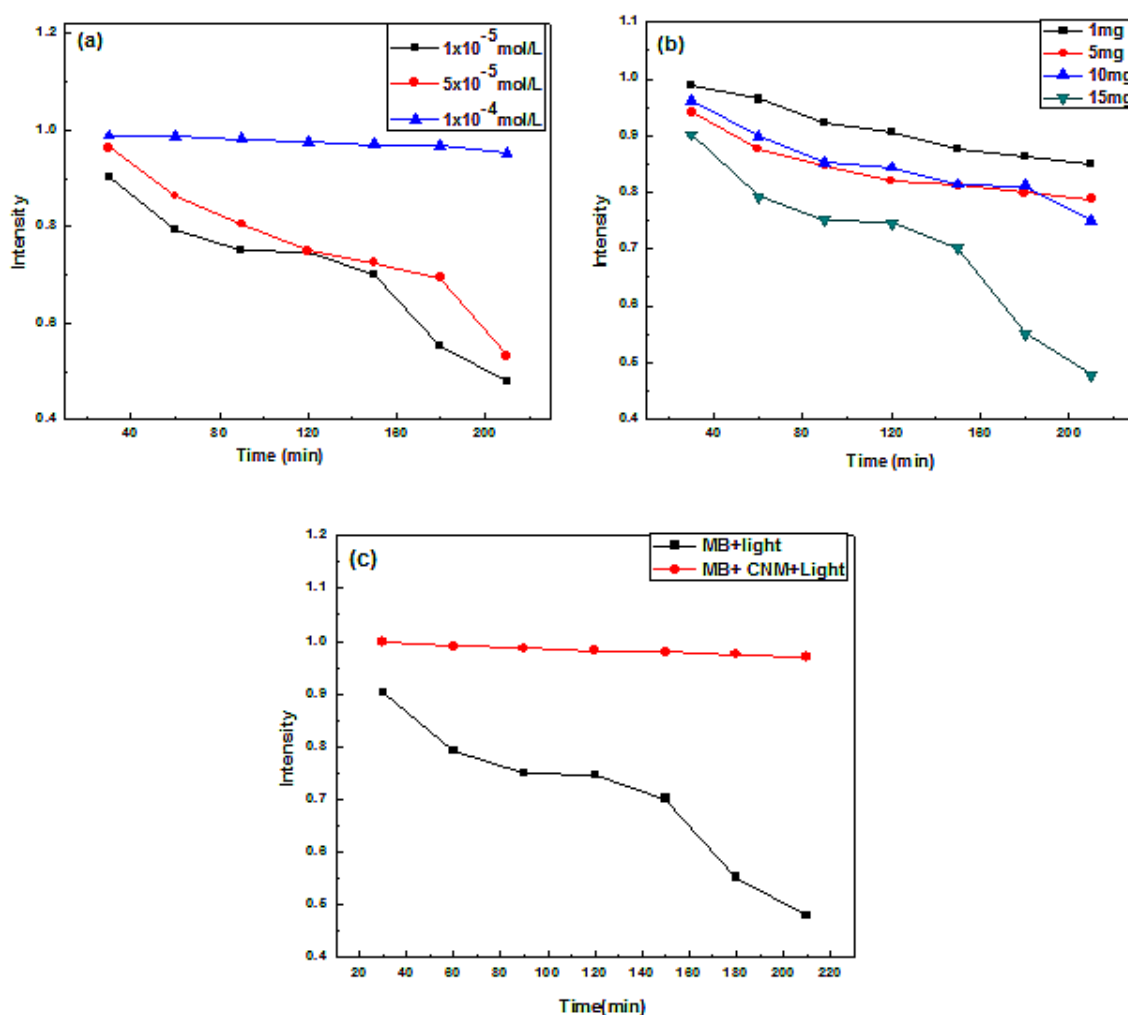 (a)
1x10⁻⁵mol/L
5x10⁻⁵mol/L
1x10⁻⁴mol/L
1.2
1.0
0.8
0.6
0.4
Intensity
40
80
120
160
200
Time (min)
(b)
1mg
5mg
10mg
15mg
1.1
1.0
0.9
0.8
0.7
0.6
0.5
0.4
Intensity
40
80
120
160
200
Time (min)
(c)
MB+light
MB+ CNM+Light
1.2
1.1
1.0
0.9
0.8
0.7
0.6
0.5
0.4
Intensity
20
40
60
80
100
120
140
160
180
200
220
Time(min)